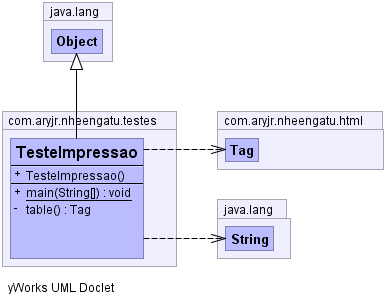 java.lang
Object
com.aryjr.nheengatu.testes
TesteImpressao
+ TesteImpressao()
+ main(String[]) : void
- table() : Tag
com.aryjr.nheengatu.html
Tag
java.lang
String
yWorks UML Doclet